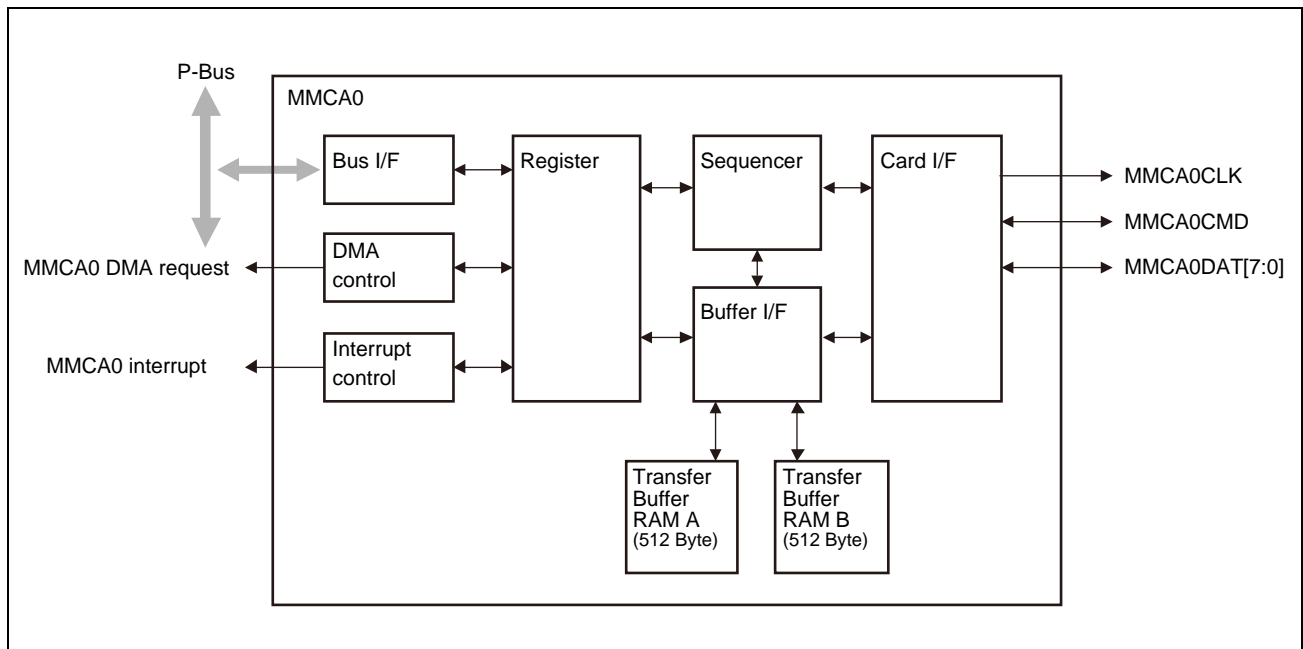 P-Bus
MMCA0
Bus I/F
Register
Sequencer
Card I/F
MMCA0CLK
MMCA0CMD
MMCA0DAT[7:0]
DMA
control
MMCA0 DMA request
Buffer I/F
Interrupt
control
MMCA0 interrupt
Transfer
Buffer
RAM A
(512 Byte)
Transfer
Buffer
RAM B
(512 Byte)